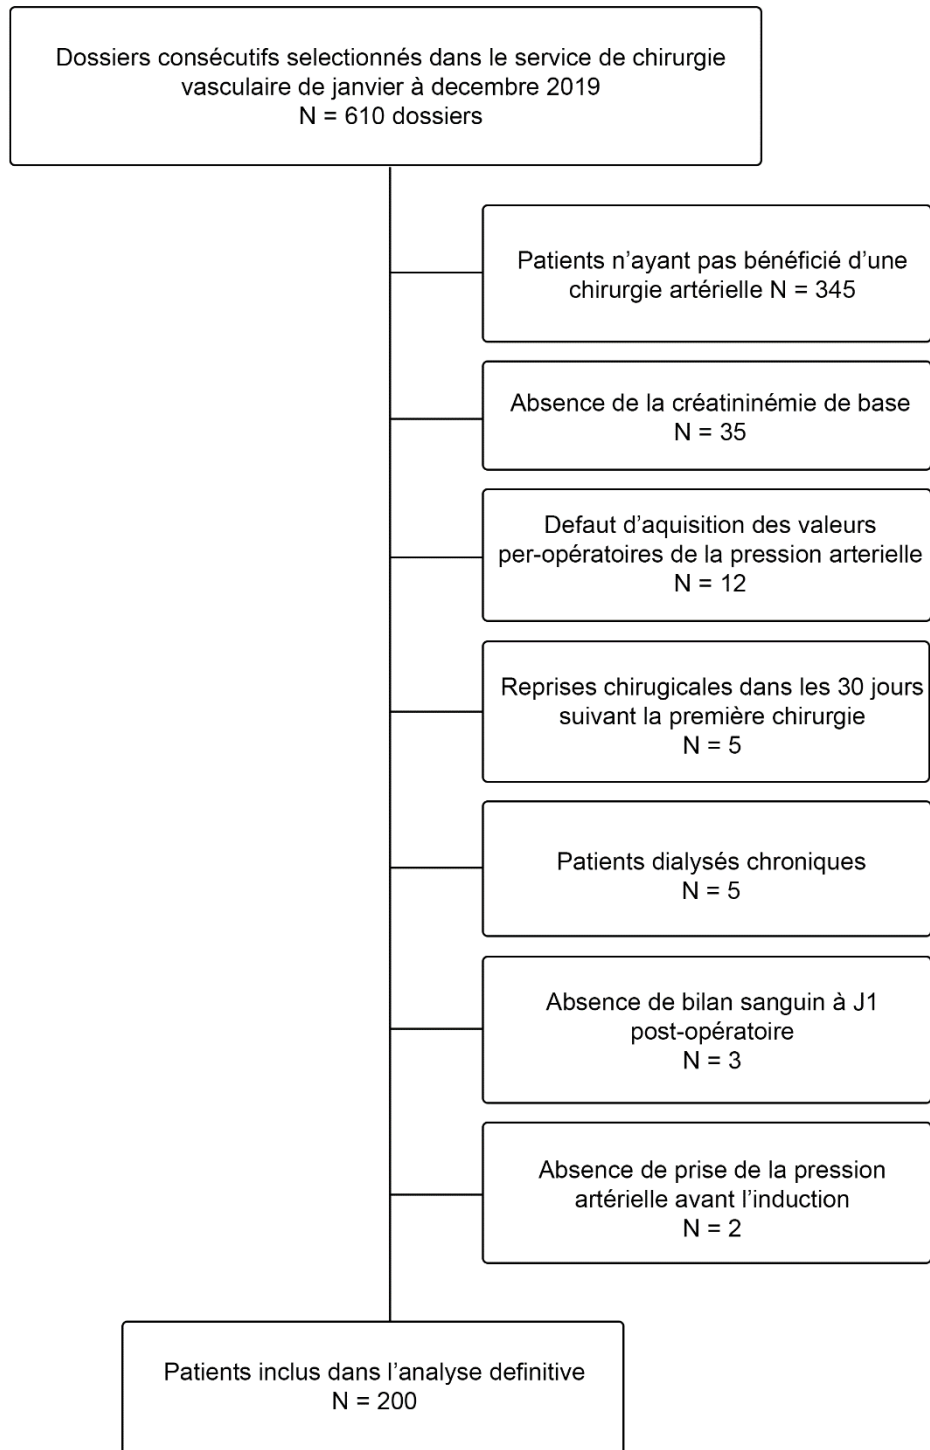 Dossiers consécutifs selectionnés dans le service de chirurgie
vasculaire de janvier à decembre 2019
N = 610 dossiers
Patients n'ayant pas bénéficié d'une
chirurgie artérielle N = 345
Absence de la créatininémie de base
N = 35
Defaut d'aquisition des valeurs
per-opératoires de la pression arterielle
N = 12
Reprises chirugicales dans les 30 jours
suivant la première chirurgie
N = 5
Patients dialysés chroniques
N = 5
Absence de bilan sanguin à J1
post-opératoire
N = 3
Absence de prise de la pression
artérielle avant l'induction
N = 2
Patients inclus dans l'analyse definitive
N = 200